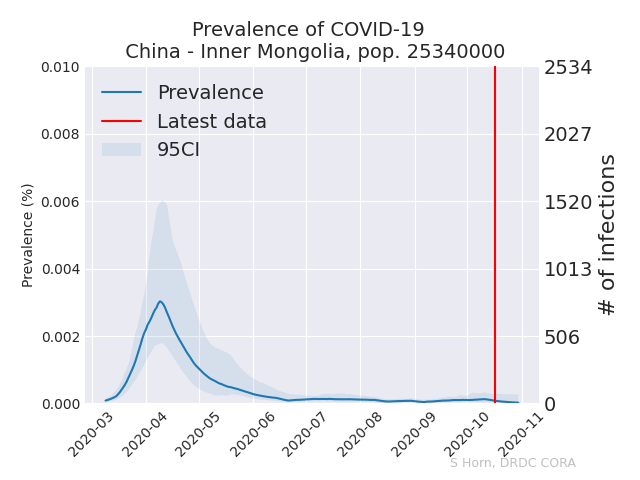 Prevalence of COVID-19
China - Inner Mongolia, pop. 25340000
Prevalence
Latest data
95CI
Prevalence (%)
0.010
0.008
0.006
0.004
0.002
0.000
2534
2027
1520
1013
506
0
# of infections
2020-03
2020-04
2020-05
2020-06
2020-07
2020-08
2020-09
2020-10
2020-11
S Horn, DRDC CORA